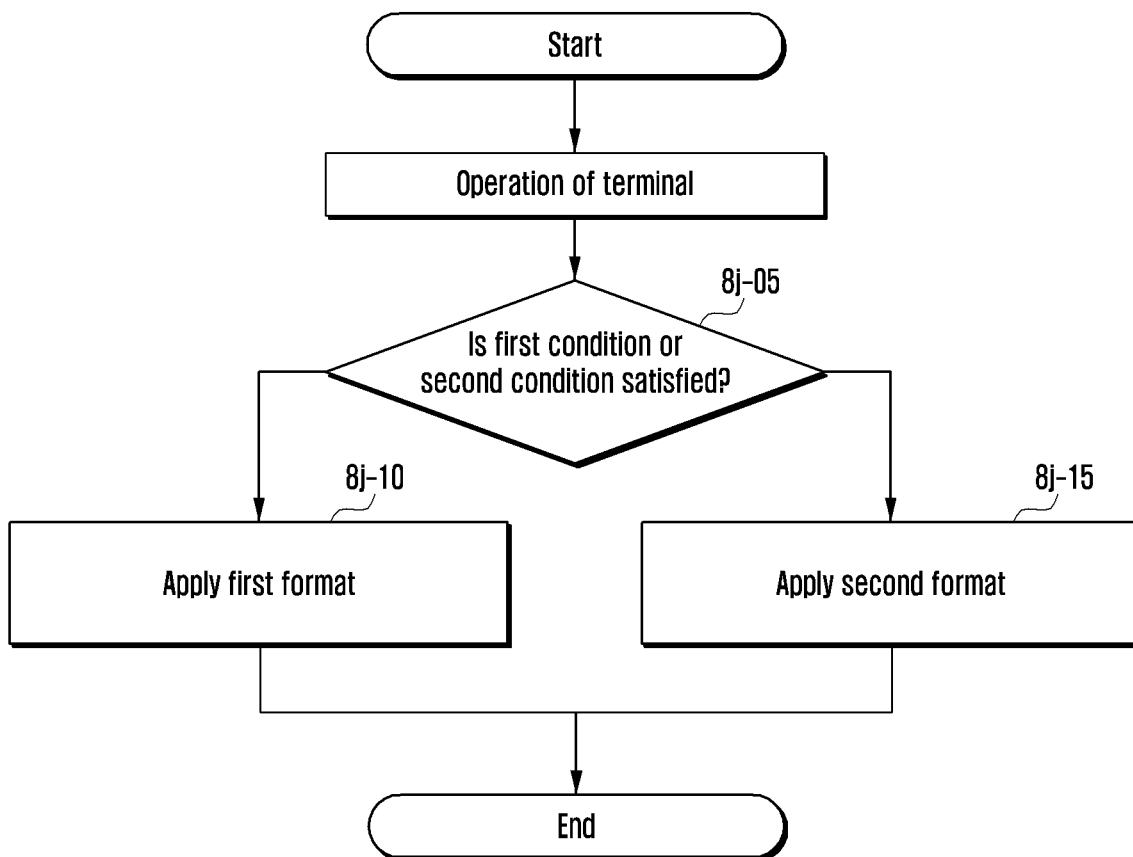 Start
Operation of terminal
8j-05
Is first condition or
second condition satisfied?
8j-10
8j-15
Apply first format
Apply second format
End